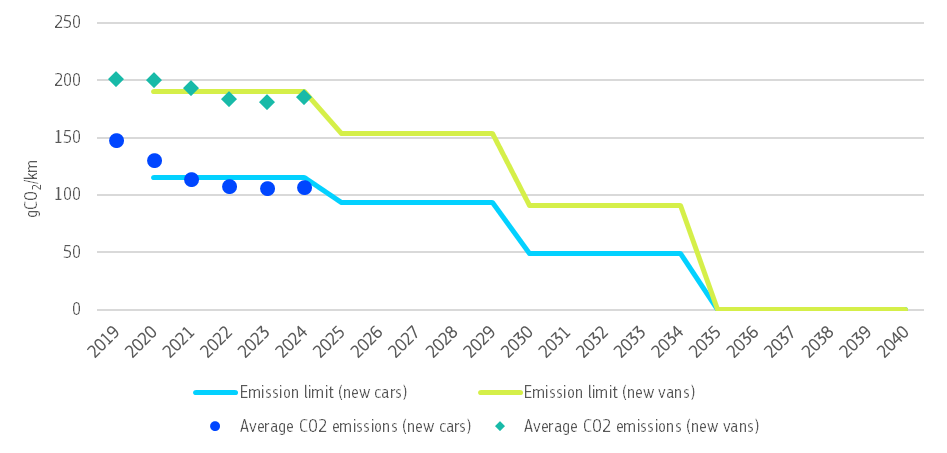 250
200
150
100
50
0
gCO₂/km
2019 2020 2021 2022 2023 2024 2025 2026 2027 2028 2029 2030 2031 2032 2033 2034 2035 2036 2037 2038 2039 2040
Emission limit (new cars) Emission limit (new vans)
Average CO2 emissions (new cars) Average CO2 emissions (new vans)